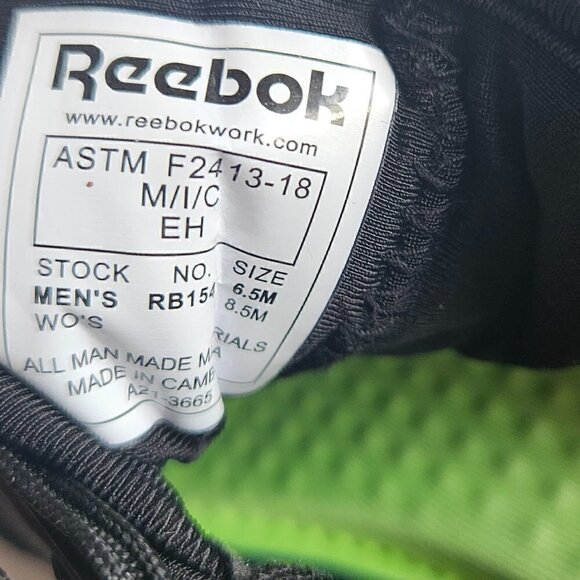 Reebok
www.reebokwork.com
ASTM F2413-18
M/I/C
EH
STOCK NO. SIZE
MEN'S RB154 6.5M
WO'S 8.5M
ALL MAN MADE MA RIALS
MADE IN CAMB
A21-3665